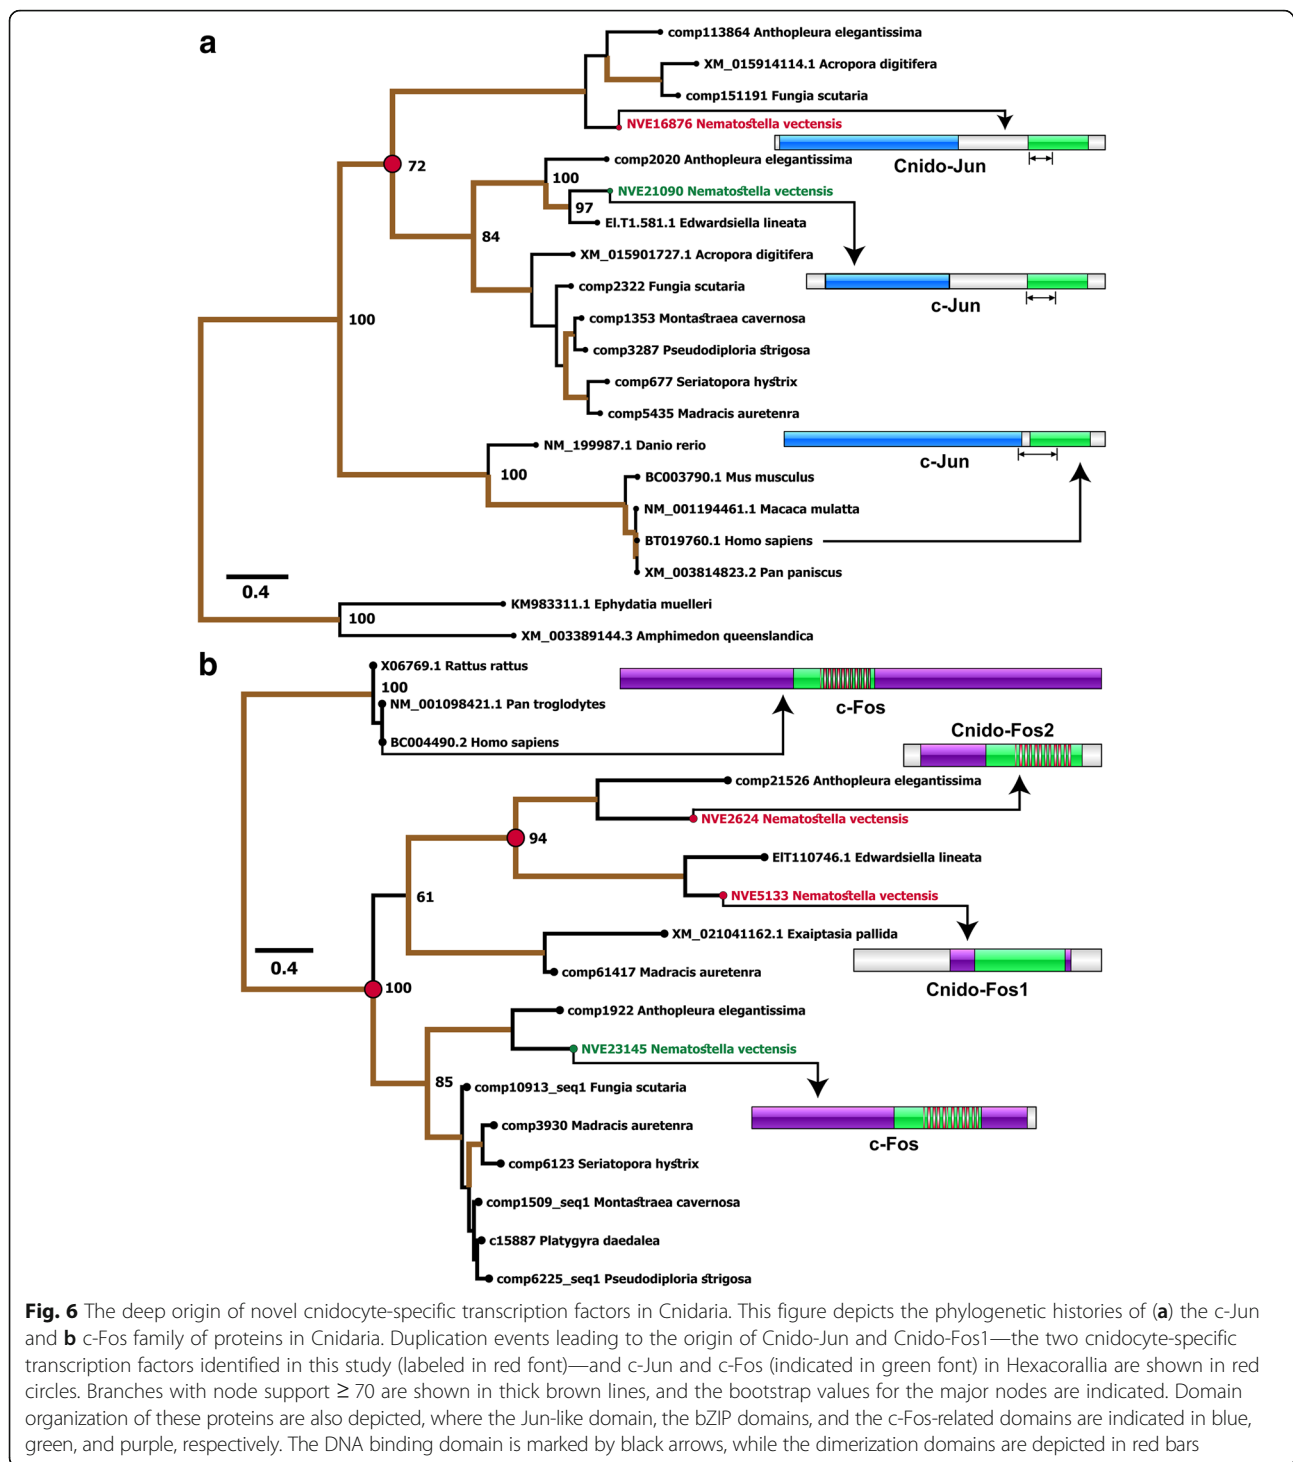 a
comp113864 Anthopleura elegantissima
XM_015914114.1 Acropora digitifera
comp151191 Fungia scutaria
NVE16876 Nematostella vectensis
Cnido-Jun
72
comp2020 Anthopleura elegantissima
100
NVE21090 Nematostella vectensis
97
El.T1.581.1 Edwardsiella lineata
84
XM_015901727.1 Acropora digitifera
comp2322 Fungia scutaria
c-Jun
comp1353 Montastraea cavernosa
100
comp3287 Pseudodiploria strigosa
comp677 Seriatopora hystrix
comp5435 Madracis auretenra
NM_199987.1 Danio rerio
c-Jun
100
BC003790.1 Mus musculus
NM_001194461.1 Macaca mulatta
BT019760.1 Homo sapiens
XM_003814823.2 Pan paniscus
0.4
KM983311.1 Ephydatia muelleri
100
XM_003389144.3 Amphimedon queenslandica
b
X06769.1 Rattus rattus
100
NM_001098421.1 Pan troglodytes
c-Fos
BC004490.2 Homo sapiens
Cnido-Fos2
comp21526 Anthopleura elegantissima
NVE2624 Nematostella vectensis
94
ElT110746.1 Edwardsiella lineata
61
NVE5133 Nematostella vectensis
XM_021041162.1 Exaiptasia pallida
0.4
comp61417 Madracis auretenra
100
Cnido-Fos1
comp1922 Anthopleura elegantissima
NVE23145 Nematostella vectensis
85
comp10913_seq1 Fungia scutaria
comp3930 Madracis auretenra
c-Fos
comp6123 Seriatopora hystrix
comp1509_seq1 Montastraea cavernosa
c15887 Platygyra daedalea
comp6225_seq1 Pseudodiploria strigosa
Fig. 6 The deep origin of novel cnidocyte-specific transcription factors in Cnidaria. This figure depicts the phylogenetic histories of (a) the c-Jun
and b c-Fos family of proteins in Cnidaria. Duplication events leading to the origin of Cnido-Jun and Cnido-Fos1—the two cnidocyte-specific
transcription factors identified in this study (labeled in red font)—and c-Jun and c-Fos (indicated in green font) in Hexacorallia are shown in red
circles. Branches with node support ≥ 70 are shown in thick brown lines, and the bootstrap values for the major nodes are indicated. Domain
organization of these proteins are also depicted, where the Jun-like domain, the bZIP domains, and the c-Fos-related domains are indicated in blue,
green, and purple, respectively. The DNA binding domain is marked by black arrows, while the dimerization domains are depicted in red bars